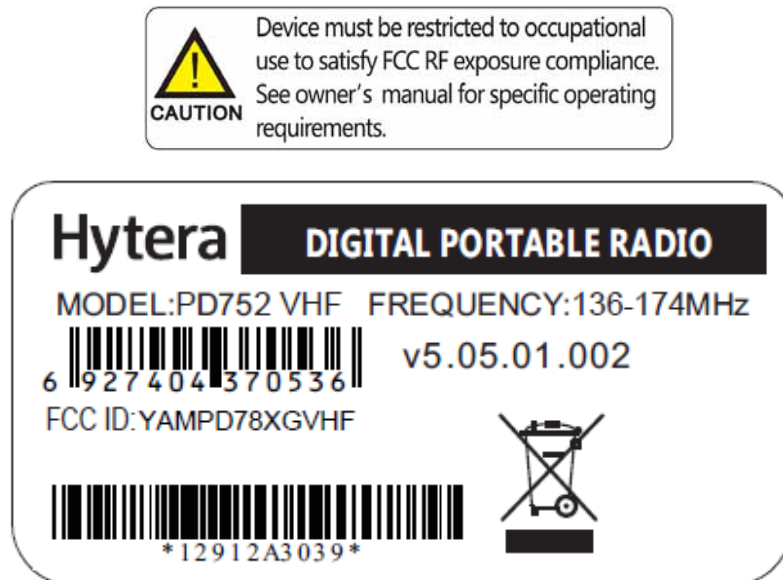 Device must be restricted to occupational
use to satisfy FCC RF exposure compliance.
See owner's manual for specific operating
requirements.
CAUTION
Hytera DIGITAL PORTABLE RADIO
MODEL:PD752 VHF FREQUENCY:136-174MHz
v5.05.01.002
6 927404 370536
FCC ID:YAMPD78XGVHF
*12912A3039*